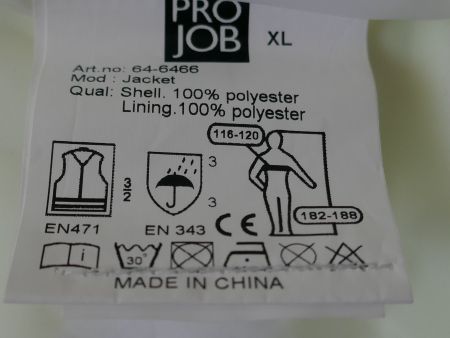 PRO
JOB
XL
Art.no: 64-6466
Mod : Jacket
Qual: Shell. 100% polyester
Lining.100% polyester
116-120
3
2
3
3
182-188
EN471
EN 343
CE
i
30°
MADE IN CHINA